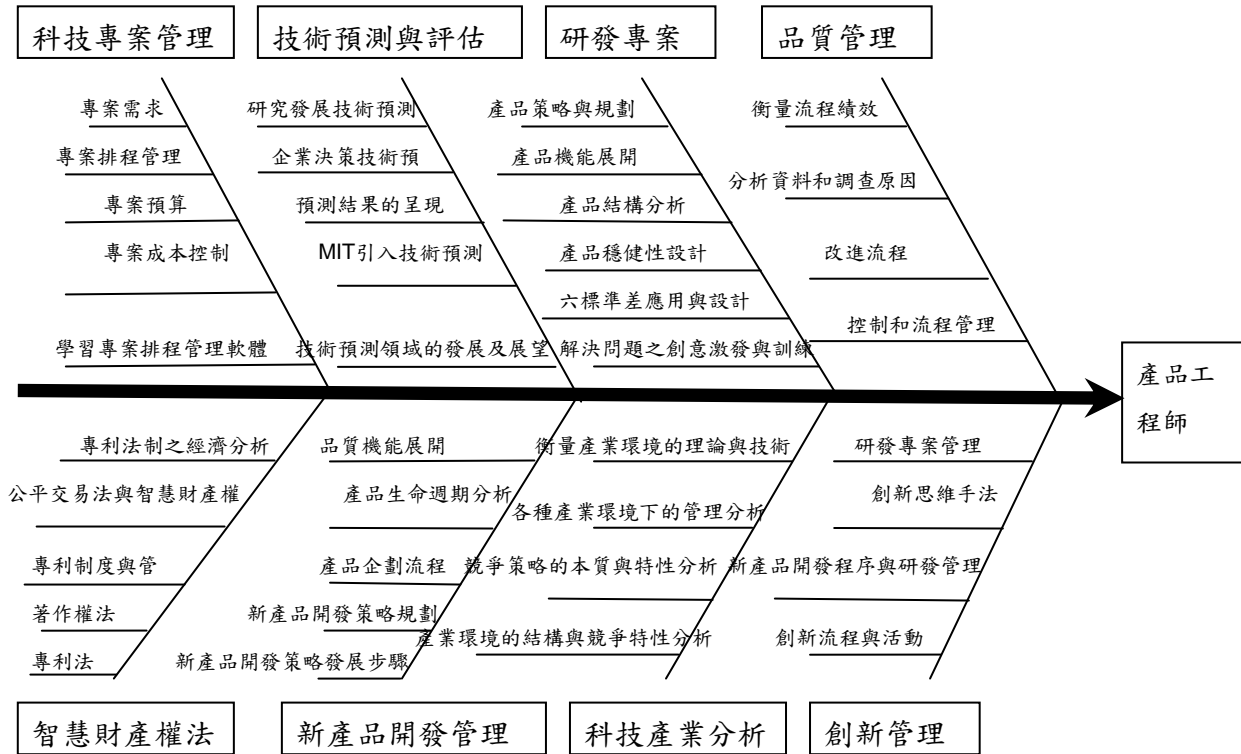 科技專案管理
技術預測與評估
研發專案
品質管理
專案需求
專案排程管理
專案預算
專案成本控制
學習專案排程管理軟體
研究發展技術預測
企業決策技術預
預測結果的呈現
MIT引入技術預測
技術預測領域的發展及展望
產品策略與規劃
產品機能展開
產品結構分析
產品穩健性設計
六標準差應用與設計
解決問題之創意激發與訓練
衡量流程績效
分析資料和調查原因
改進流程
控制和流程管理
產品工
程師
專利法制之經濟分析
公平交易法與智慧財產權
專利制度與管
著作權法
專利法
品質機能展開
產品生命週期分析
產品企劃流程
新產品開發策略規劃
新產品開發策略發展步驟
衡量產業環境的理論與技術
各種產業環境下的管理分析
競爭策略的本質與特性分析
產業環境的結構與競爭特性分析
研發專案管理
創新思維手法
新產品開發程序與研發管理
創新流程與活動
智慧財產權法
新產品開發管理
科技產業分析
創新管理